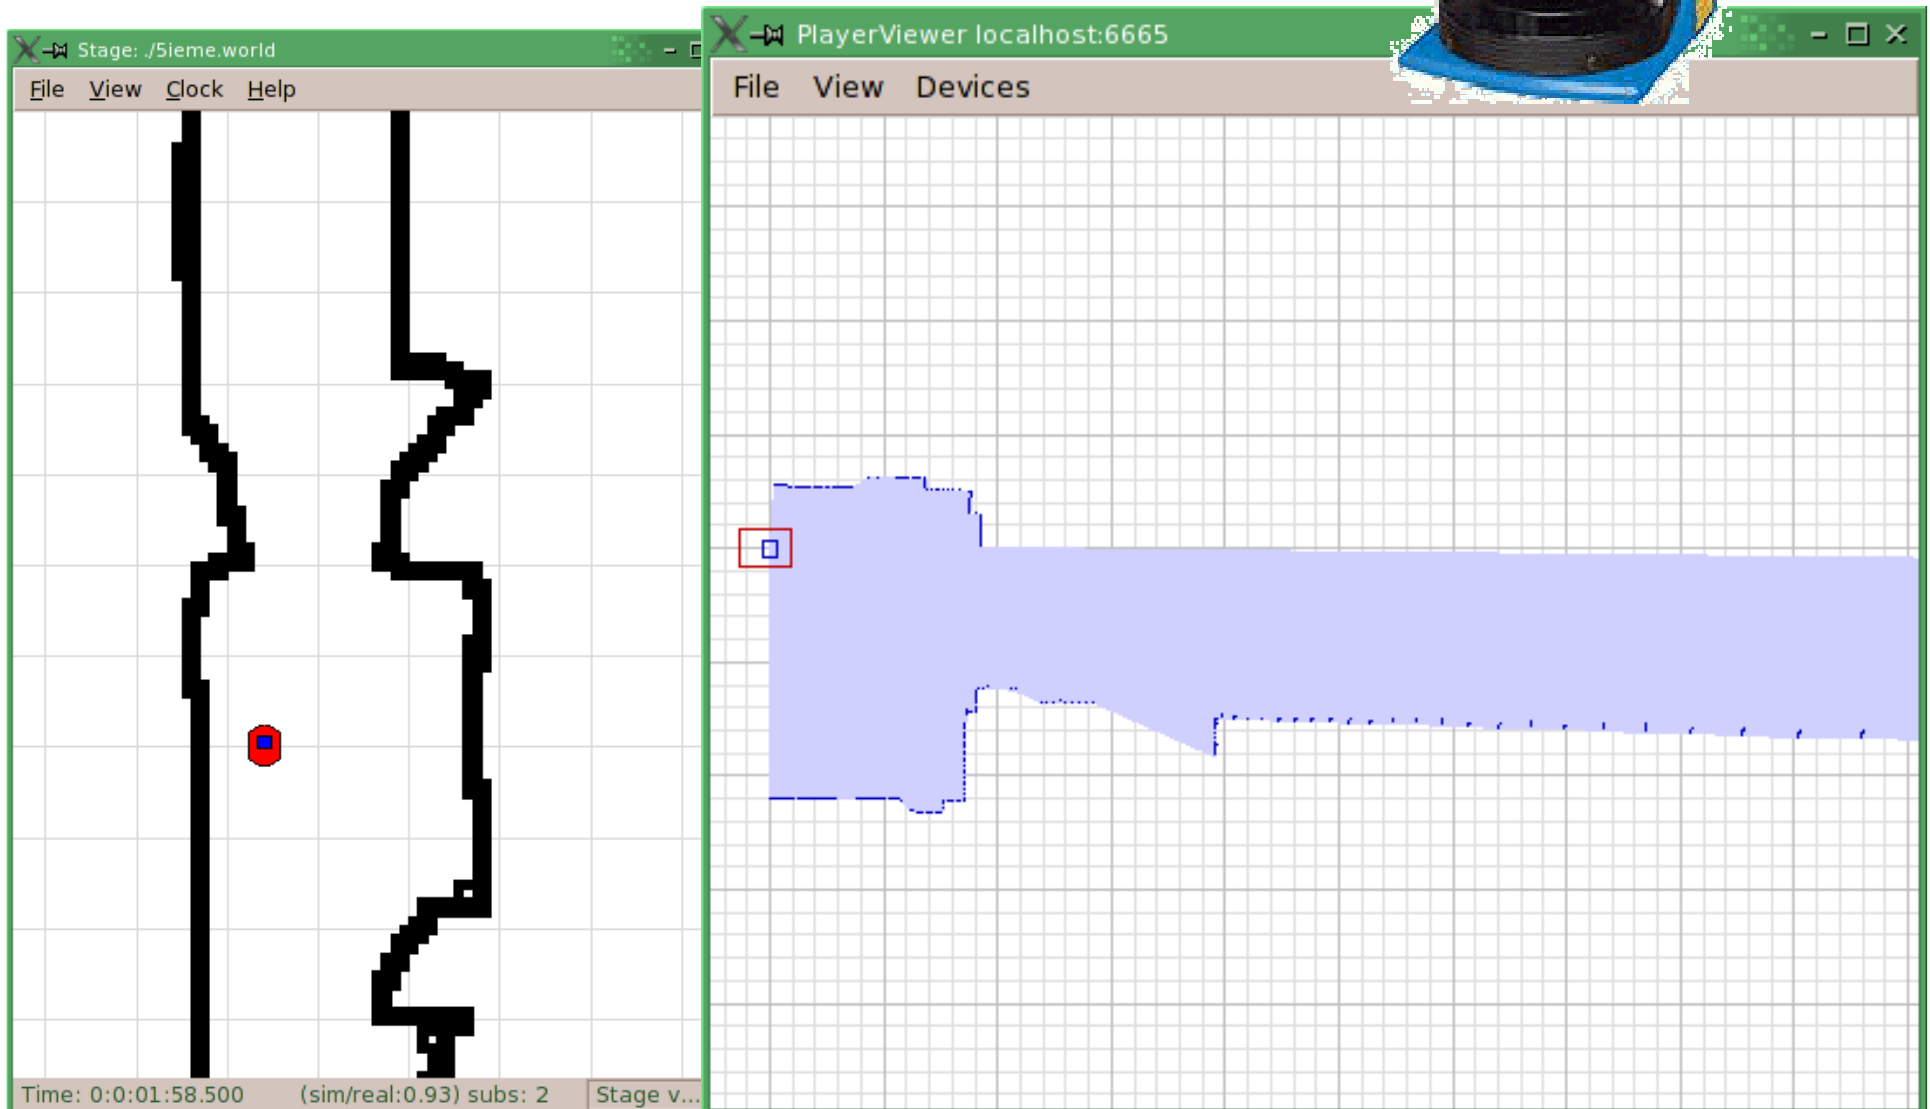 Stage: ./5ieme.world
File View Clock Help
Time: 0:0:01:58.500 (sim/real:0.93) subs: 2 Stage v...
PlayerViewer localhost:6665
File View Devices